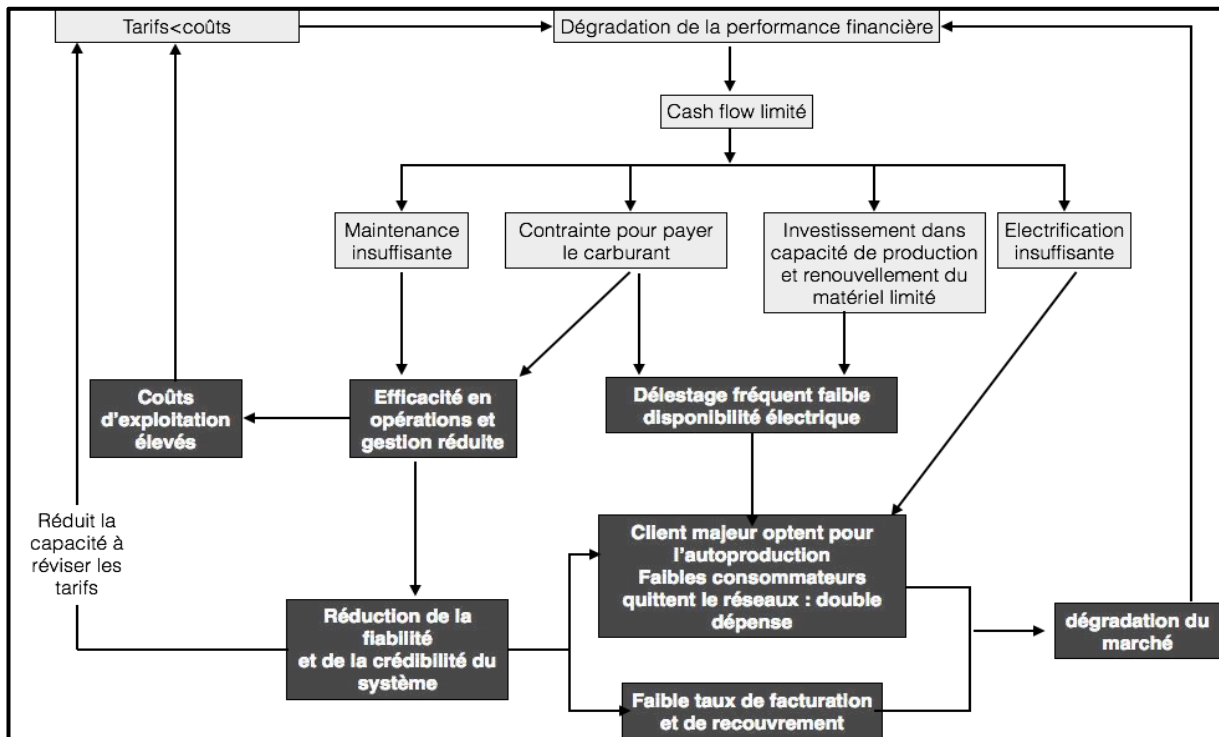 Tarifs<coûts
Dégradation de la performance financière
Cash flow limité
Maintenance
insuffisante
Contrainte pour payer
le carburant
Investissement dans
capacité de production
et renouvellement du
matériel limité
Electrification
insuffisante
Coûts
d'exploitation
élevés
Efficacité en
opérations et
gestion réduite
Délestage fréquent faible
disponibilité électrique
Réduit la
capacité à
réviser les
tarifs
Client majeur optent pour
l'autoproduction
Faibles consommateurs
quittent le réseaux : double
dépense
Réduction de la
fiabilité
et de la crédibilité du
système
dégradation du
marché
Faible taux de facturation
et de recouvrement